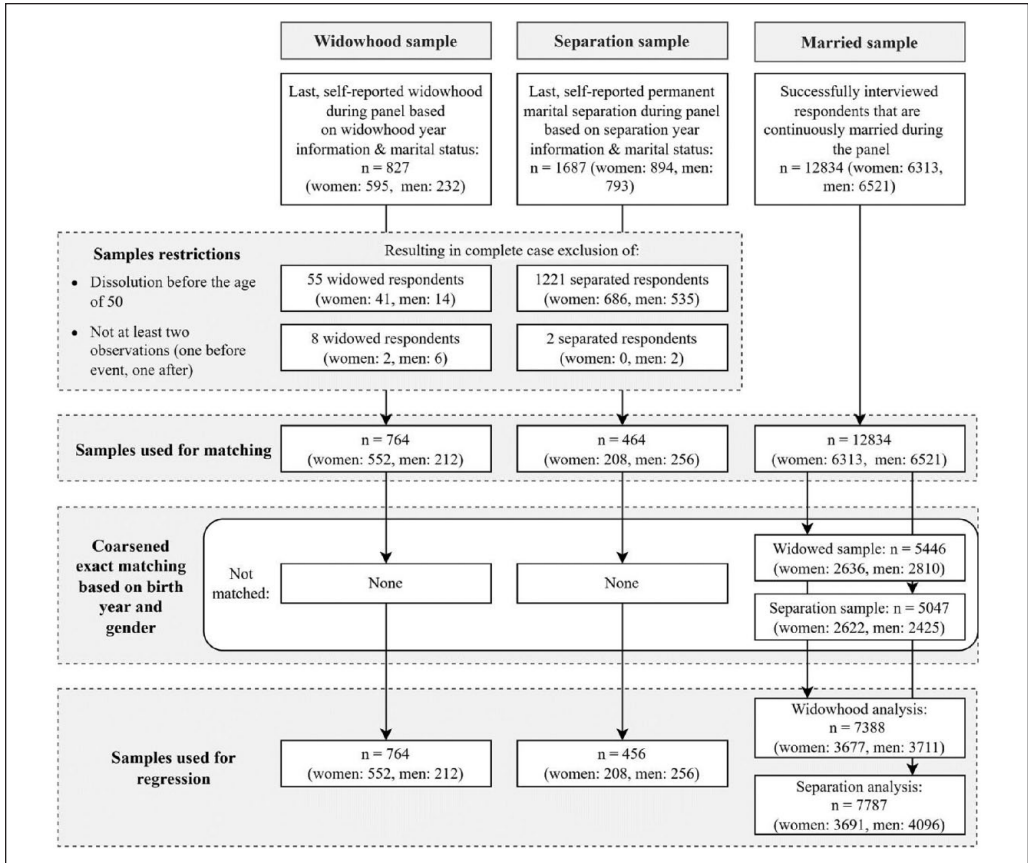 Widowhood sample
Separation sample
Married sample
Last, self-reported widowhood
during panel based
on widowhood year
information & marital status:
n = 827
(women: 595, men: 232)
Last, self-reported permanent
marital separation during panel
based on separation year
information & marital status:
n = 1687 (women: 894, men:
793)
Successfully interviewed
respondents that are
continuously married during
the panel
n = 12834 (women: 6313,
men: 6521)
Samples restrictions
Resulting in complete case exclusion of:
• Dissolution before the age
of 50
55 widowed respondents
(women: 41, men: 14)
1221 separated respondents
(women: 686, men: 535)
• Not at least two
observations (one before
event, one after)
8 widowed respondents
(women: 2, men: 6)
2 separated respondents
(women: 0, men: 2)
Samples used for matching
n = 764
(women: 552, men: 212)
n = 464
(women: 208, men: 256)
n = 12834
(women: 6313, men: 6521)
Coarsened
exact matching
based on birth
year and
gender
Not
matched:
None
None
Widowed sample: n = 5446
(women: 2636, men: 2810)
Separation sample: n = 5047
(women: 2622, men: 2425)
Samples used for
regression
n = 764
(women: 552, men: 212)
n = 456
(women: 208, men: 256)
Widowhood analysis:
n = 7388
(women: 3677, men: 3711)
Separation analysis:
n = 7787
(women: 3691, men: 4096)